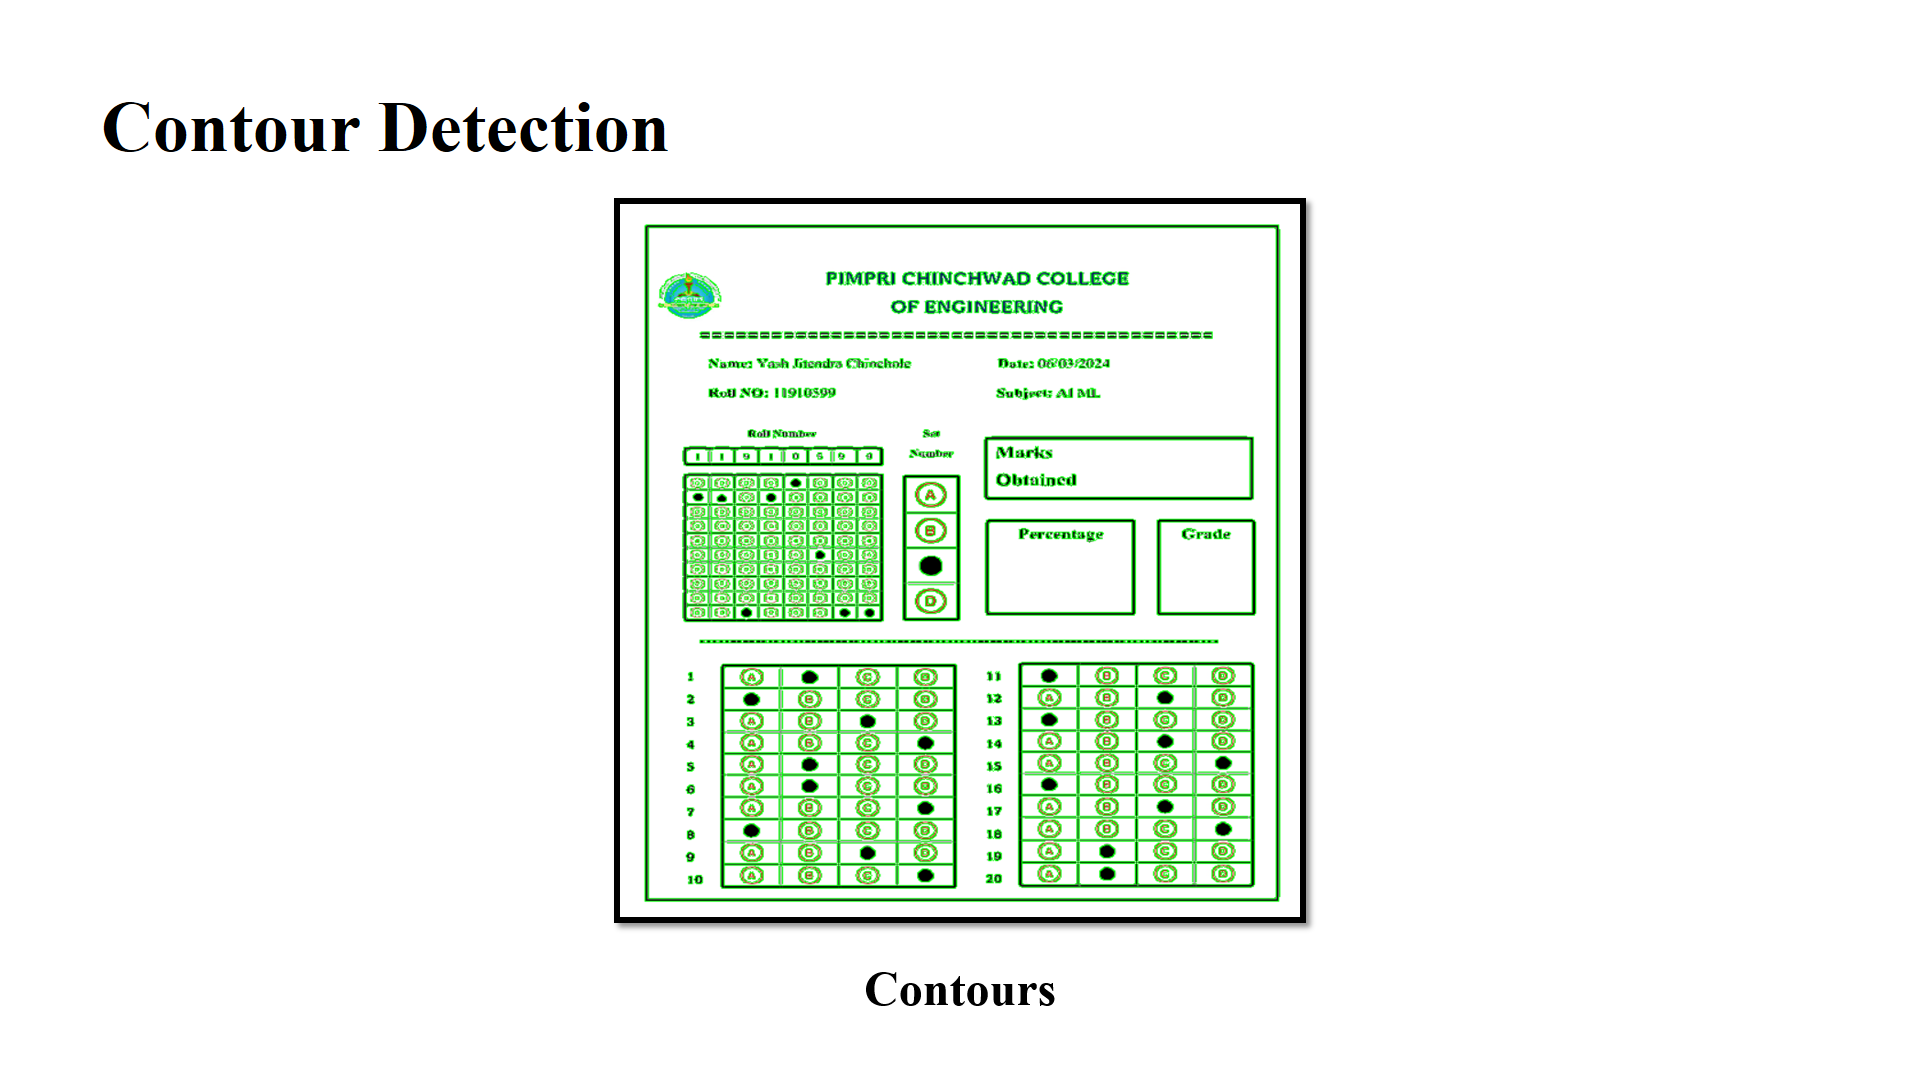 Contour Detection
PIMPRI CHINCHWAD COLLEGE
OF ENGINEERING
Name: Yash Jitendra Chinchole
Date: 06/03/2024
Roll NO: 11910599
Subject: AI ML
Roll Number
1 1 9 1 0 5 9 9
Set
Number
A
B
D
Marks
Obtained
Percentage
Grade
1 A C D
2 B C D
3 A B D
4 A B C
5 A C D
6 A C D
7 A B C
8 B C D
9 A B D
10 A B C
11 B C D
12 A B D
13 B C D
14 A B D
15 A B C
16 B C D
17 A B D
18 A B C
19 A C D
20 A C D
Contours